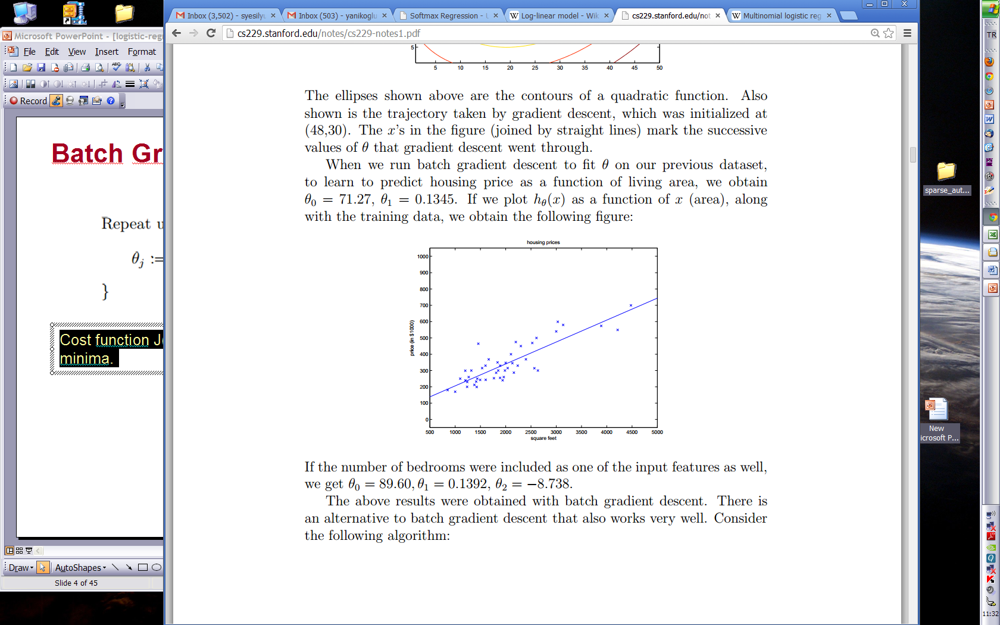 Inbox (3,502) - syesily
Inbox (503) - yanikoglu
Softmax Regression - U
Log-linear model - Wik
cs229.stanford.edu/not
Multinomial logistic reg
cs229.stanford.edu/notes/cs229-notes1.pdf
Microsoft PowerPoint - [logistic-reg
File Edit View Insert Format
Record
Batch Gr
Repeat u
θj :=
}
Cost function J(
minima.
Draw AutoShapes
Slide 4 of 45
5
5 10 15 20 25 30 35 40 45 50
The ellipses shown above are the contours of a quadratic function. Also
shown is the trajectory taken by gradient descent, which was initialized at
(48,30). The x's in the figure (joined by straight lines) mark the successive
values of θ that gradient descent went through.
When we run batch gradient descent to fit θ on our previous dataset,
to learn to predict housing price as a function of living area, we obtain
θ0 = 71.27, θ1 = 0.1345. If we plot hθ(x) as a function of x (area), along
with the training data, we obtain the following figure:
housing prices
1000
900
800
700
600
500
400
300
200
100
0
price (in $1000)
500 1000 1500 2000 2500 3000 3500 4000 4500 5000
square feet
If the number of bedrooms were included as one of the input features as well,
we get θ0 = 89.60, θ1 = 0.1392, θ2 = −8.738.
The above results were obtained with batch gradient descent. There is
an alternative to batch gradient descent that also works very well. Consider
the following algorithm:
sparse_aut...
New
icrosoft P...
TR
11:32